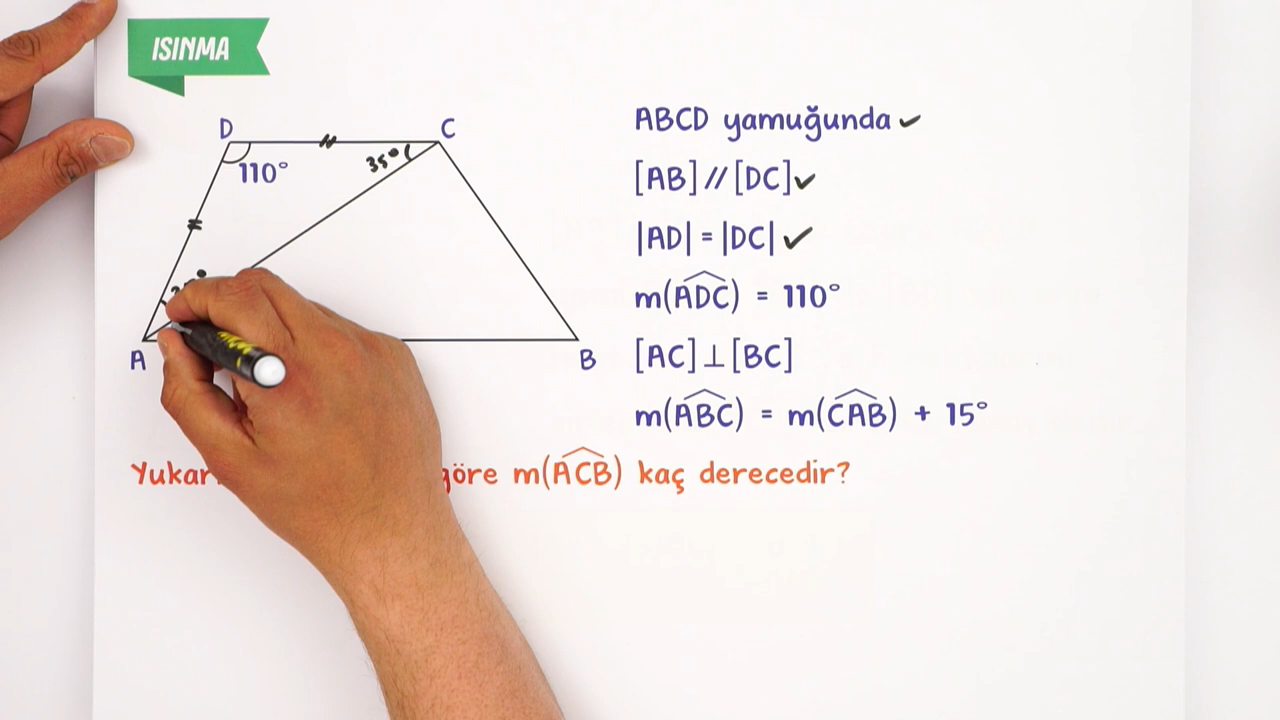 ISINMA
D
C
35°
110°
A
B
ABCD yamuğunda
[AB] // [DC]
|AD| = |DC|
m(ADC) = 110°
[AC] ⊥ [BC]
m(ABC) = m(CAB) + 15°
göre m(ACB) kaç derecedir?